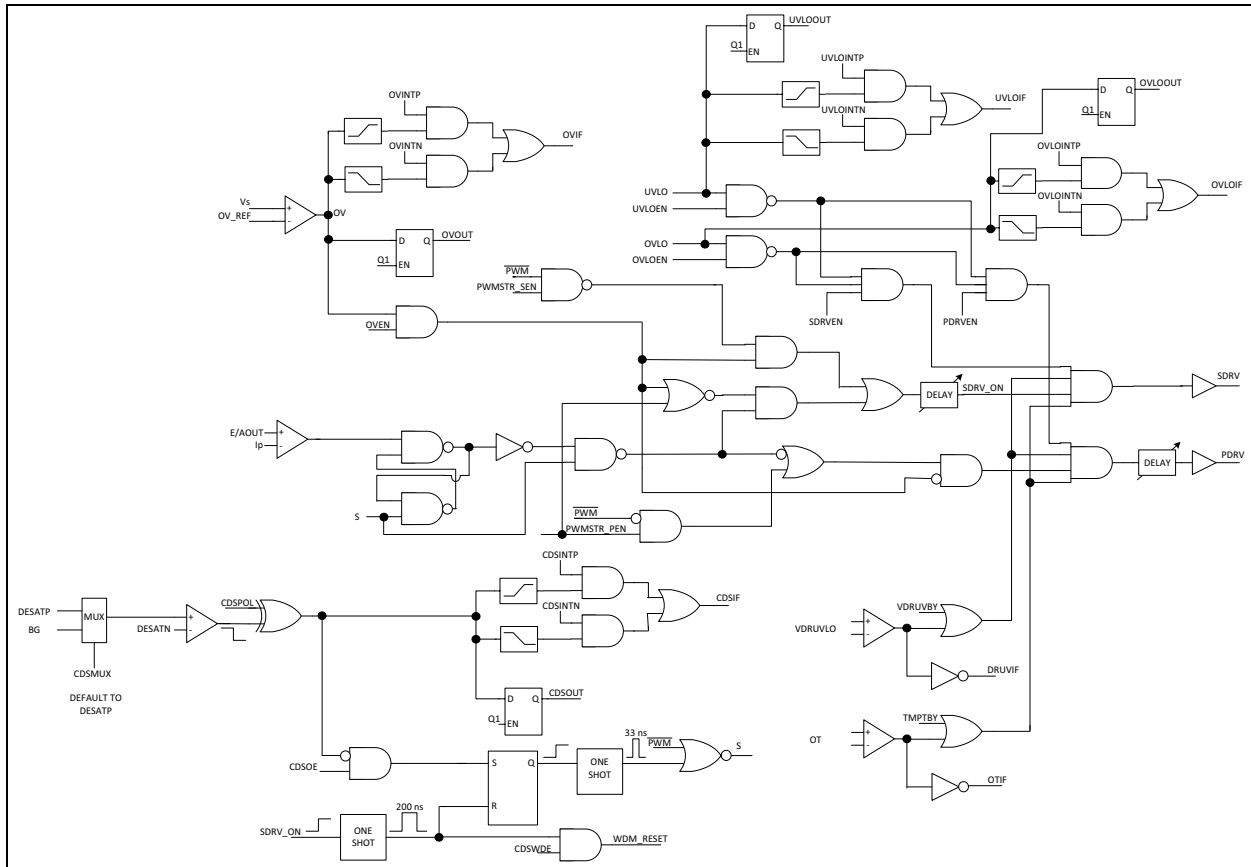 UVLOOUT
D Q
Q1
EN
UVLOINTP
UVLOINTN
UVLOIF
OVLOOUT
D Q
Q1
EN
OVLOINTP
OVLOINTN
OVLOIF
OVINTP
OVINTN
OVIF
Vs
OV_REF
+
-
OV
OVOUT
D Q
Q1
EN
UVLO
UVLOEN
OVLO
OVLOEN
PWM
PWMSTR_SEN
SDRVEN
PDRVEN
OVEN
DELAY
SDRV_ON
SDRV
E/AOUT
Ip
+
-
DELAY
PDRV
S
PWM
PWMSTR_PEN
CDSINTP
CDSINTN
CDSIF
DESATP
BG
MUX
CDSMUX
DEFAULT TO
DESATP
DESATN
+
-
CDSPOL
CDSOUT
D Q
Q1
EN
VDRUVLO
+
-
VDRUVBY
DRUVIF
OT
+
-
TMPTBY
OTIF
CDSOE
S
Q
R
ONE
SHOT
33 ns
PWM
S
SDRV_ON
ONE
SHOT
200 ns
CDSWDE
WDM_RESET